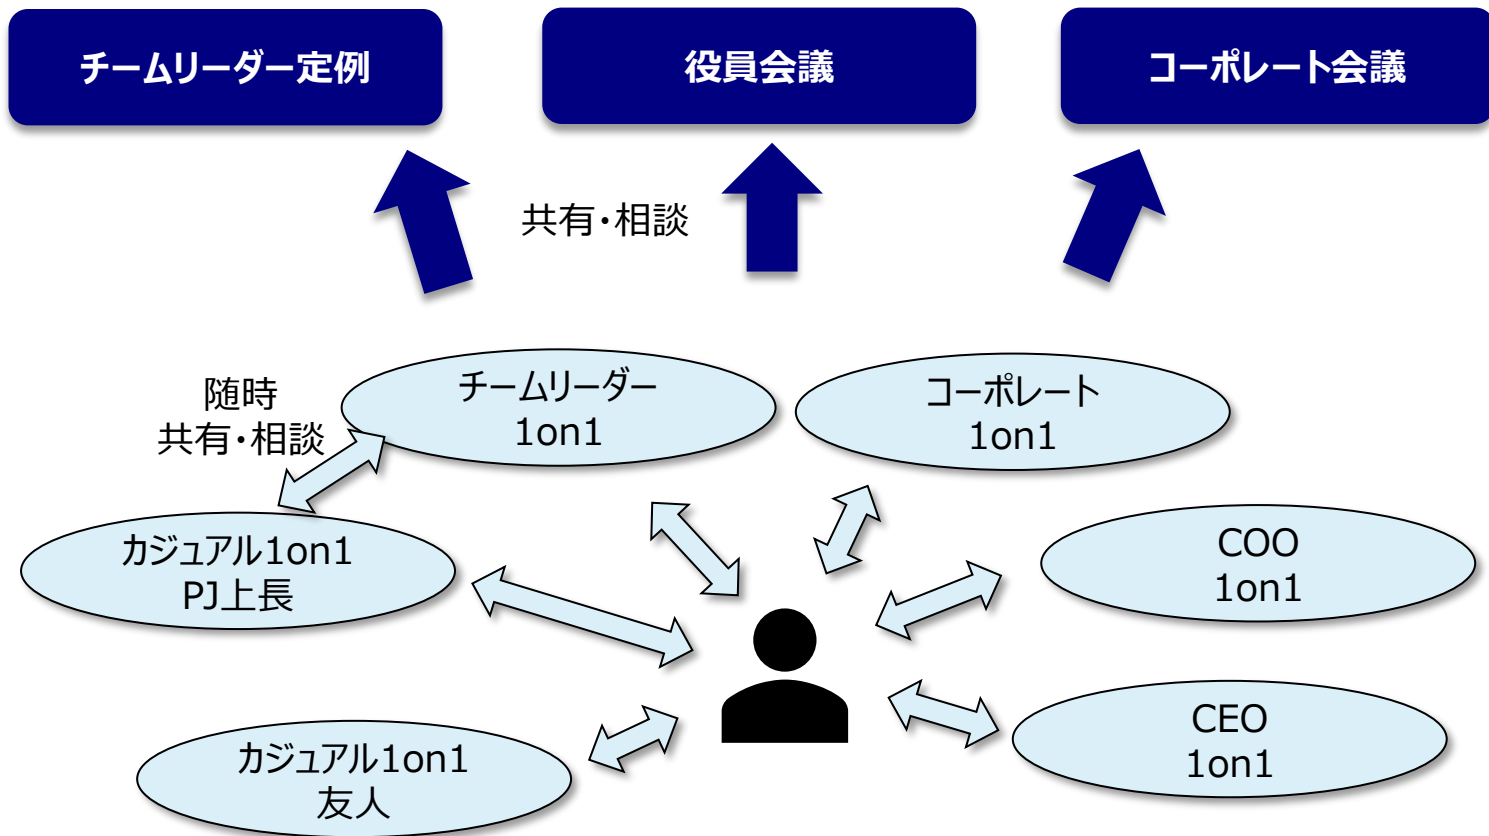 チームリーダー定例
役員会議
コーポレート会議
共有・相談
随時
共有・相談
チームリーダー
1on1
コーポレート
1on1
カジュアル1on1
PJ上長
COO
1on1
カジュアル1on1
友人
CEO
1on1